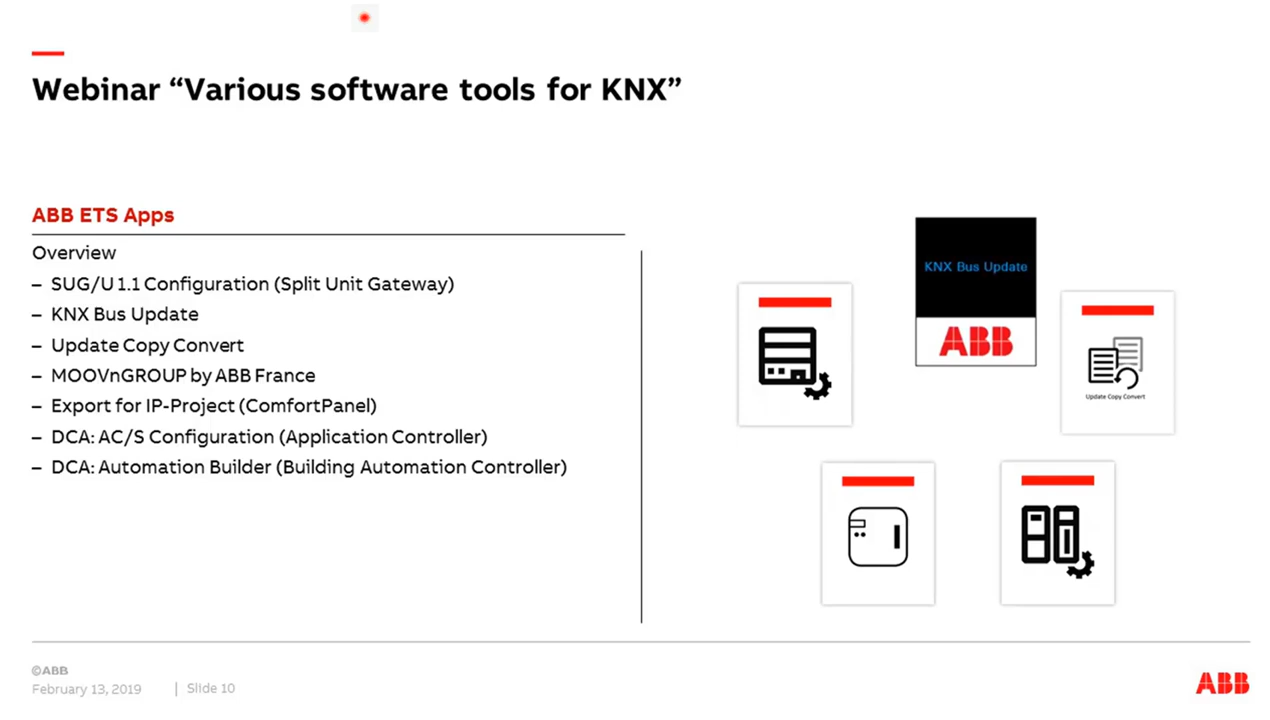 Webinar “Various software tools for KNX”
ABB ETS Apps
Overview
– SUG/U 1.1 Configuration (Split Unit Gateway)
– KNX Bus Update
– Update Copy Convert
– MOOVnGROUP by ABB France
– Export for IP-Project (ComfortPanel)
– DCA: AC/S Configuration (Application Controller)
– DCA: Automation Builder (Building Automation Controller)
KNX Bus Update
ABB
Update Copy Convert
©ABB
February 13, 2019 | Slide 10
ABB